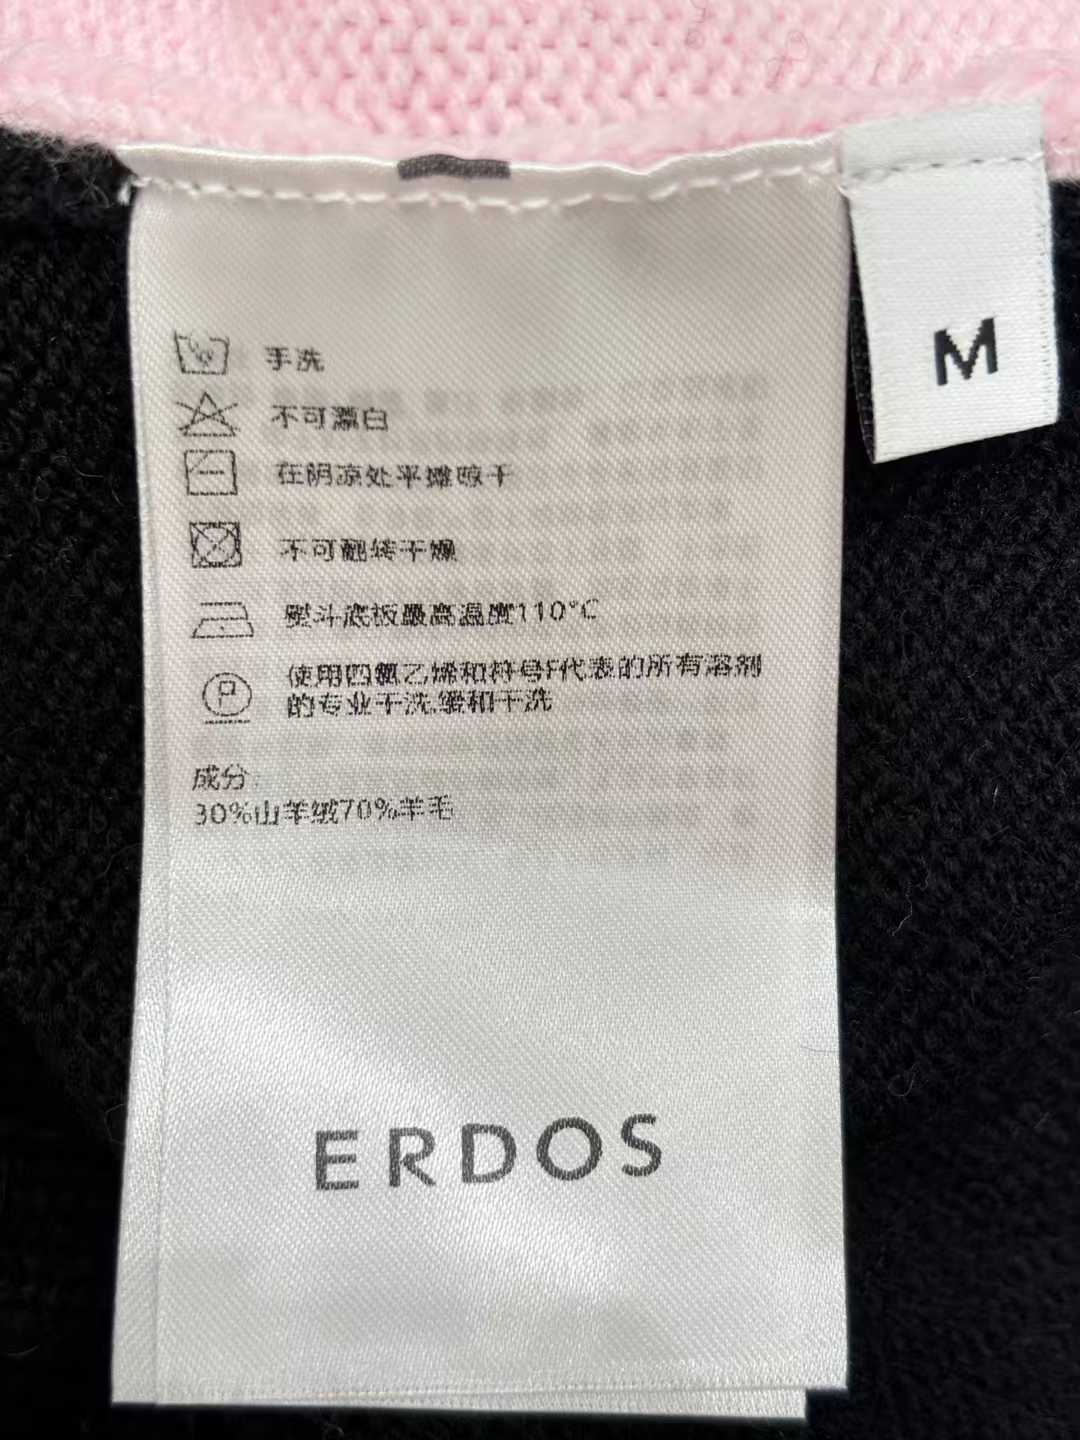 M
手洗
不可漂白
在阴凉处平摊晾干
不可翻转干燥
熨斗底板最高温度110°C
使用四氯乙烯和符号F代表的所有溶剂
的专业干洗,缓和干洗
成分:
30%山羊绒70%羊毛
ERDOS